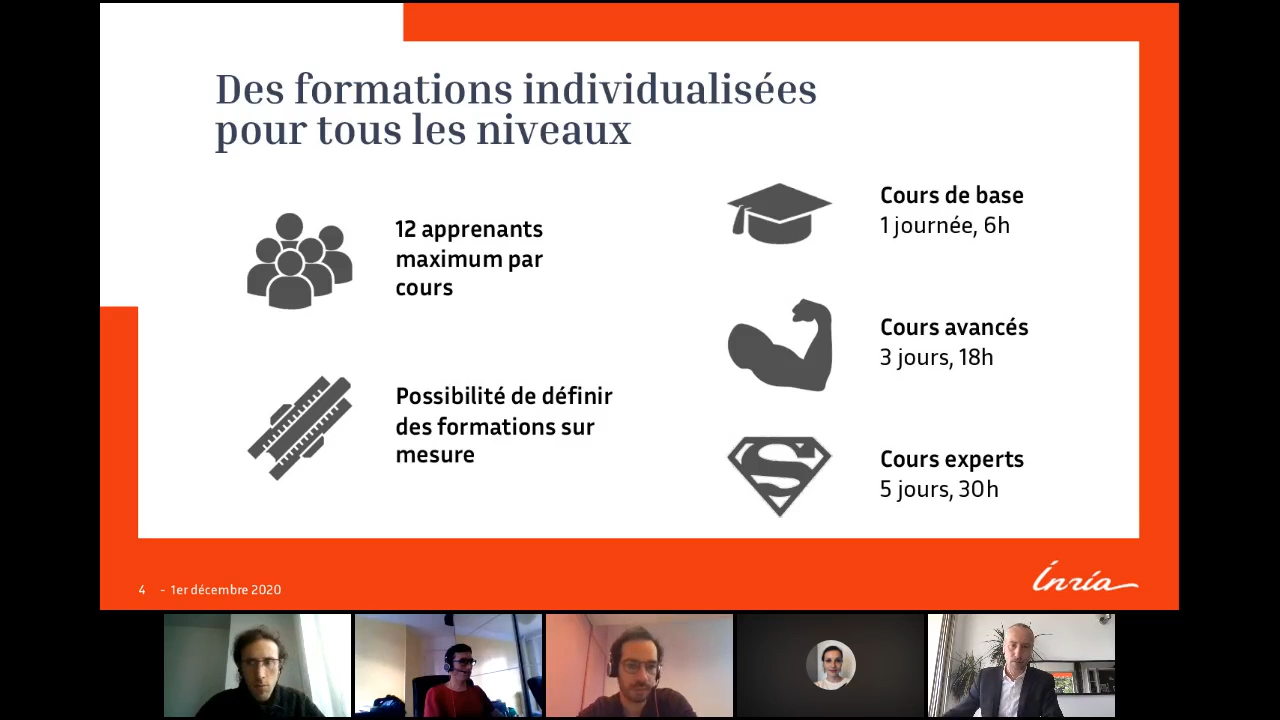 Des formations individualisées
pour tous les niveaux
12 apprenants
maximum par
cours
Possibilité de définir
des formations sur
mesure
Cours de base
1 journée, 6h
Cours avancés
3 jours, 18h
Cours experts
5 jours, 30h
4 - 1er décembre 2020
Inria